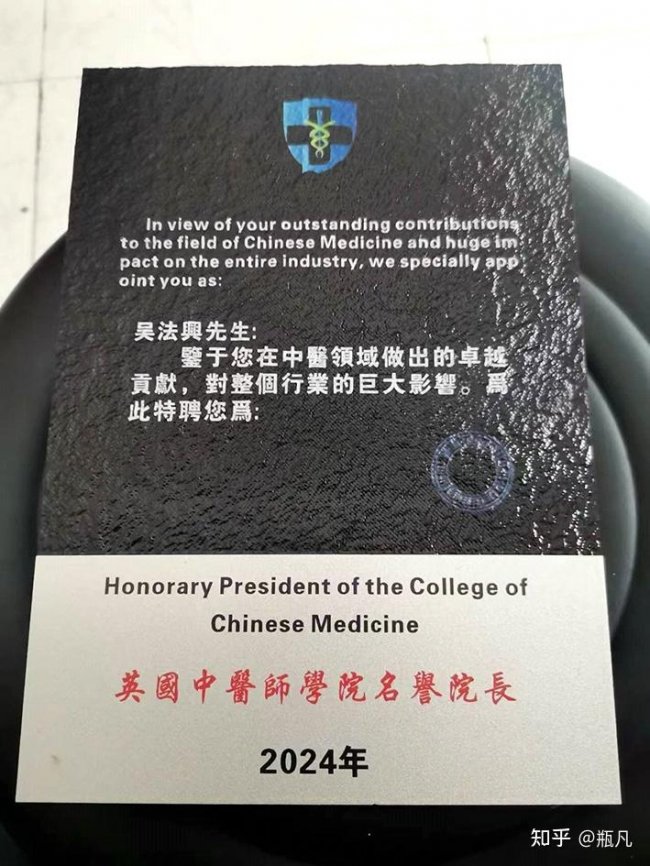 In view of your outstanding contributions
to the field of Chinese Medicine and huge im
pact on the entire industry, we specially app
oint you as:
吴法興先生:
鑒于您在中醫領域做出的卓越
貢獻，對整個行業的巨大影響。爲
此特聘您爲:
Honorary President of the College of
Chinese Medicine
英國中醫師學院名譽院長
2024年
知乎 @瓶凡